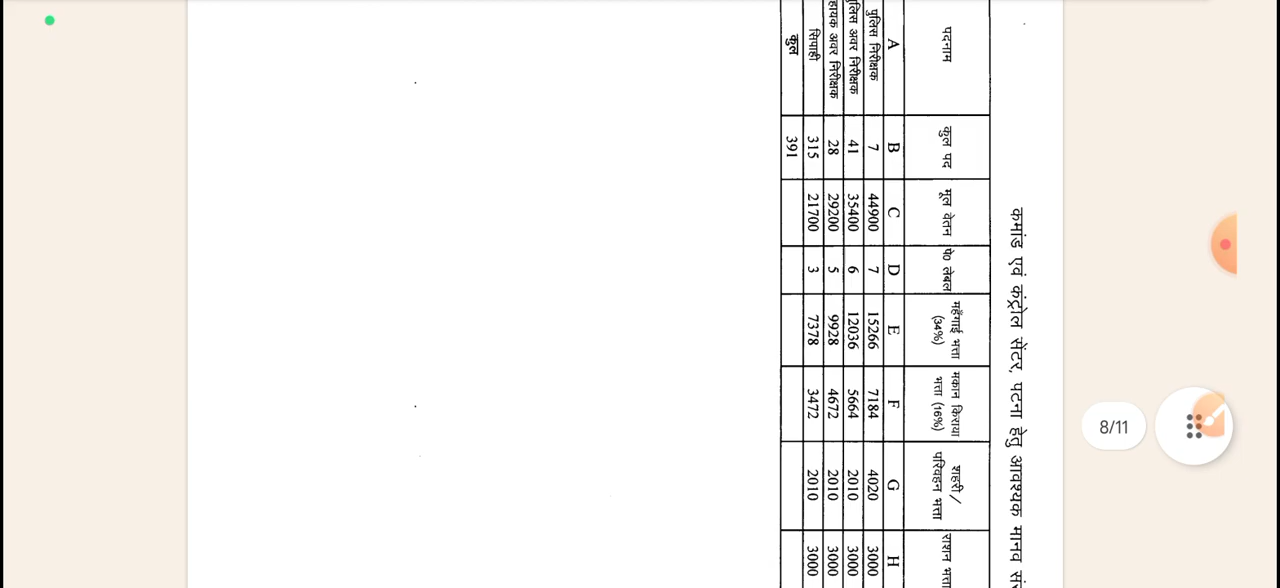 कमांड एवं कंट्रोल सेंटर, पटना हेतु आवश्यक मानव
पदनाम कुल पद मूल वेतन पे0 लेबल महँगाई भत्ता (34%) मकान किराया भत्ता (16%) शहरी/ परिवहन भत्ता राशन भत्ता
A B C D E F G H
पुलिस निरीक्षक 7 44900 7 15266 7184 4020 3000
अवर निरीक्षक 41 35400 6 12036 5664 2010 3000
अवर निरीक्षक 28 29200 5 9928 4672 2010 3000
सिपाही 315 21700 3 7378 3472 2010 3000
कुल 391
8/11